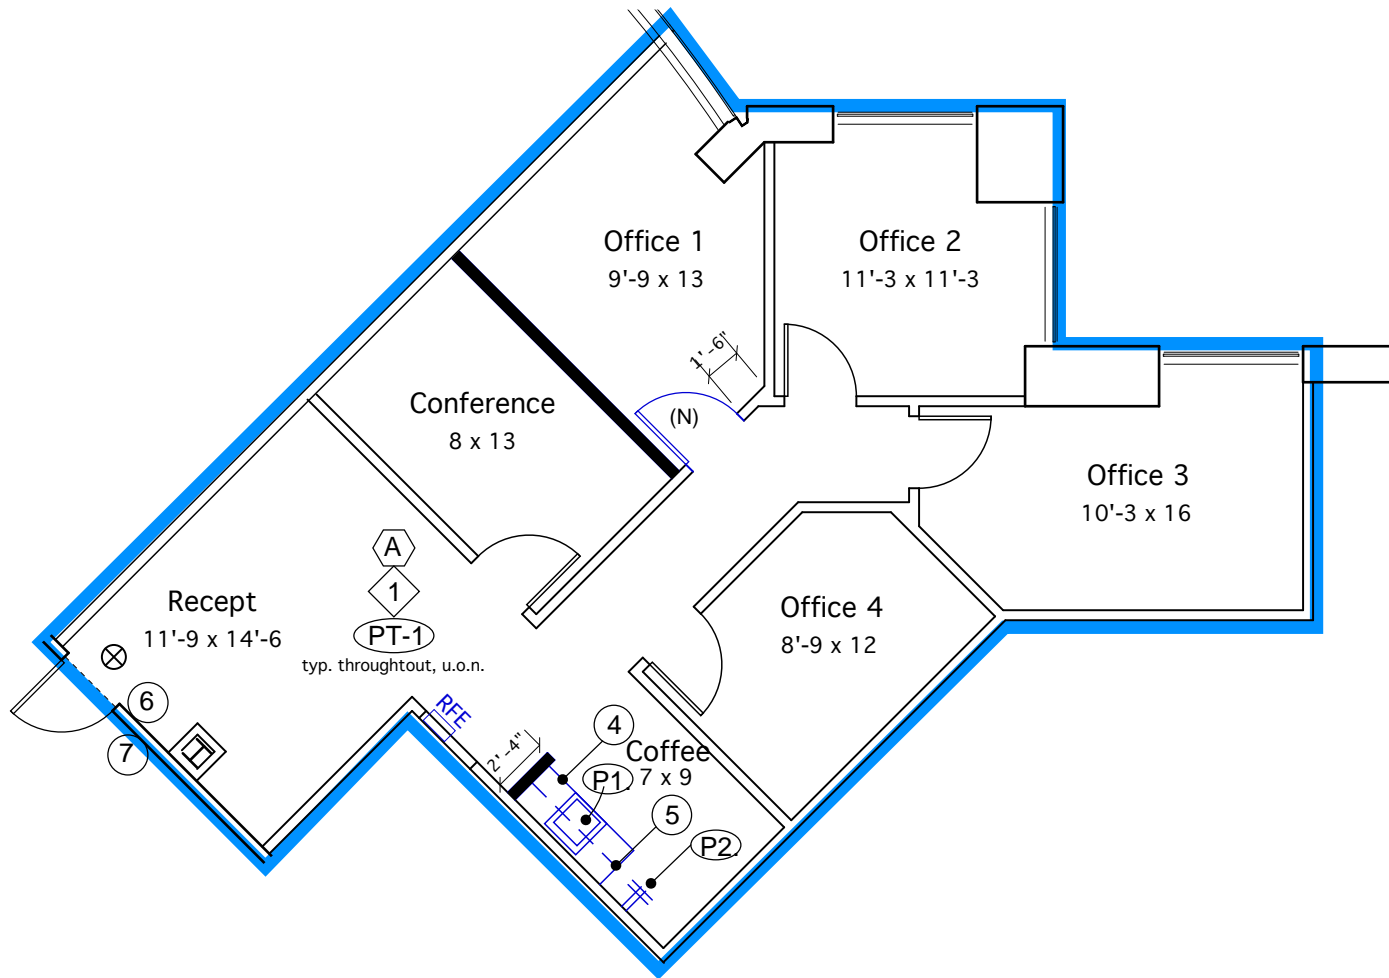 Office 1
9'-9 x 13
Office 2
11'-3 x 11'-3
1'-6"
(N)
Conference
8 x 13
Office 3
10'-3 x 16
A
1
PT-1
typ. throughtout, u.o.n.
Recept
11'-9 x 14'-6
Office 4
8'-9 x 12
6
7
RFE
2'-4"
4
Coffee
7 x 9
P1.
5
P2.